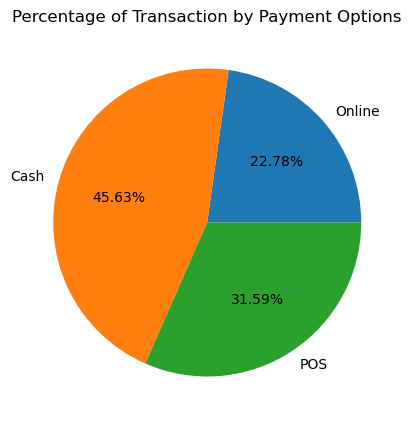 Percentage of Transaction by Payment Options
Online
22.78%
Cash
45.63%
31.59%
POS